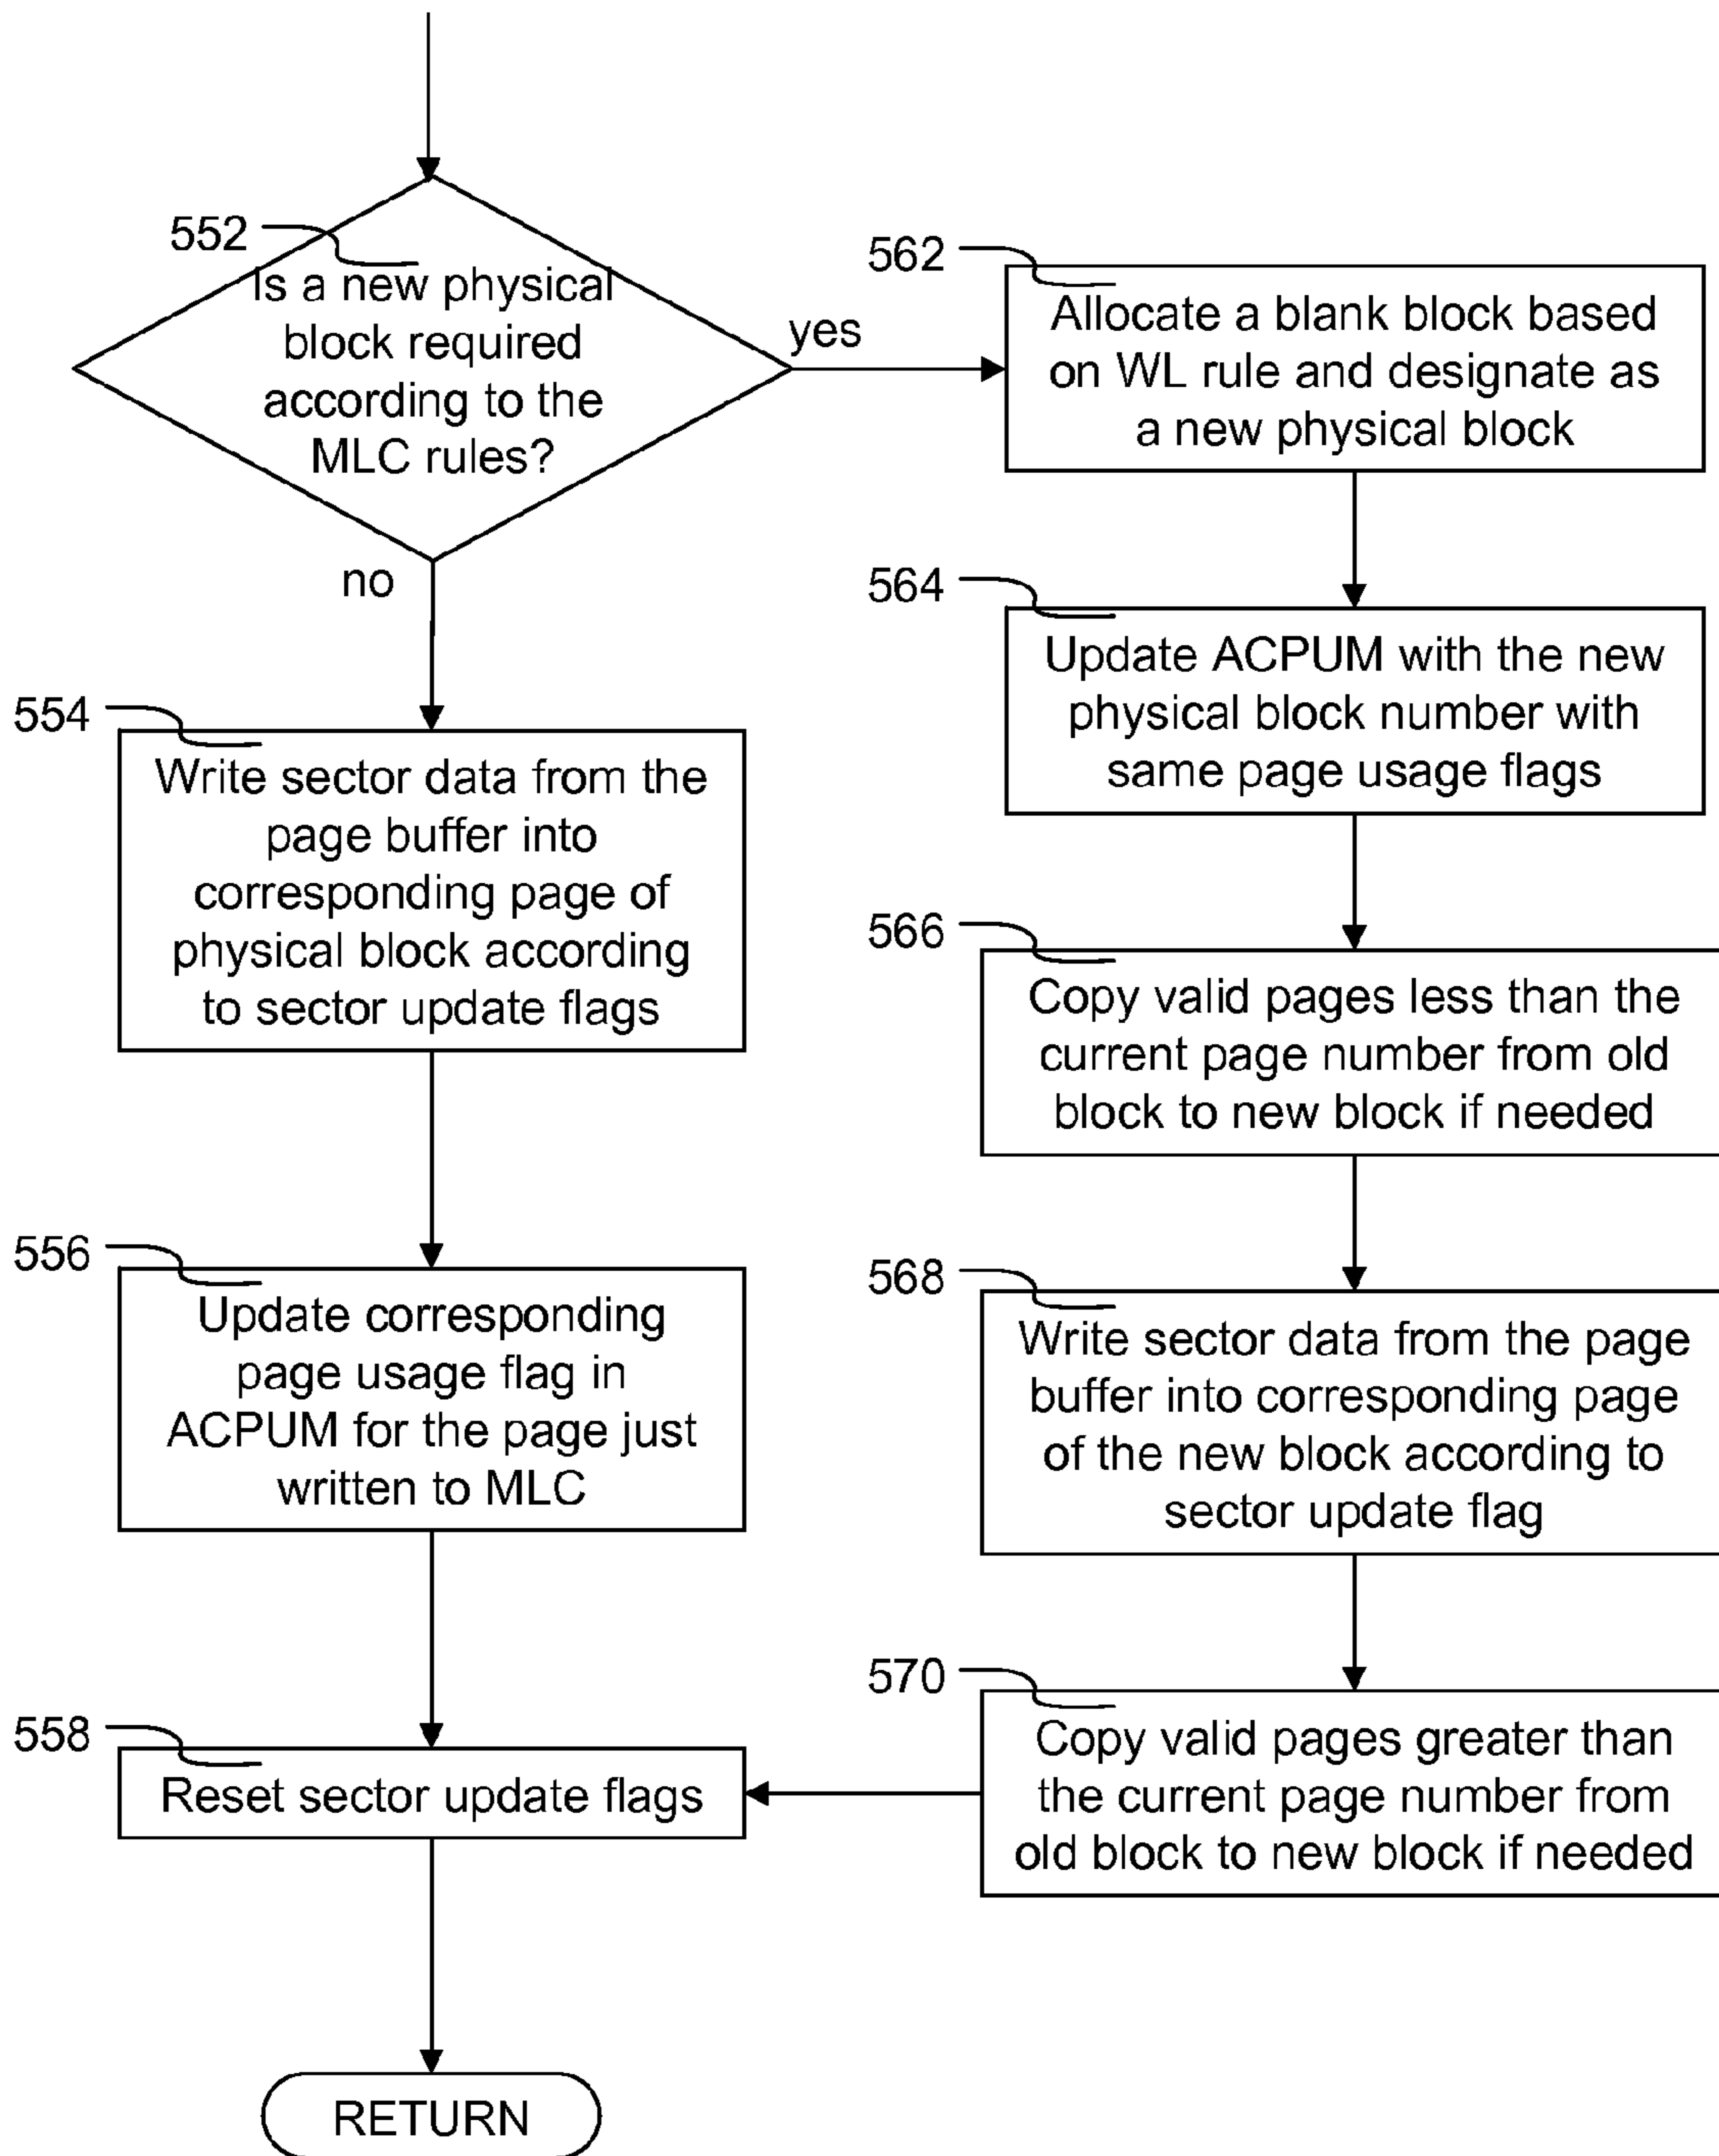 552
Is a new physical
block required
according to the
MLC rules?
yes
no
554
Write sector data from the
page buffer into
corresponding page of
physical block according
to sector update flags
556
Update corresponding
page usage flag in
ACPUM for the page just
written to MLC
558
Reset sector update flags
RETURN
562
Allocate a blank block based
on WL rule and designate as
a new physical block
564
Update ACPUM with the new
physical block number with
same page usage flags
566
Copy valid pages less than the
current page number from old
block to new block if needed
568
Write sector data from the page
buffer into corresponding page
of the new block according to
sector update flag
570
Copy valid pages greater than
the current page number from
old block to new block if needed